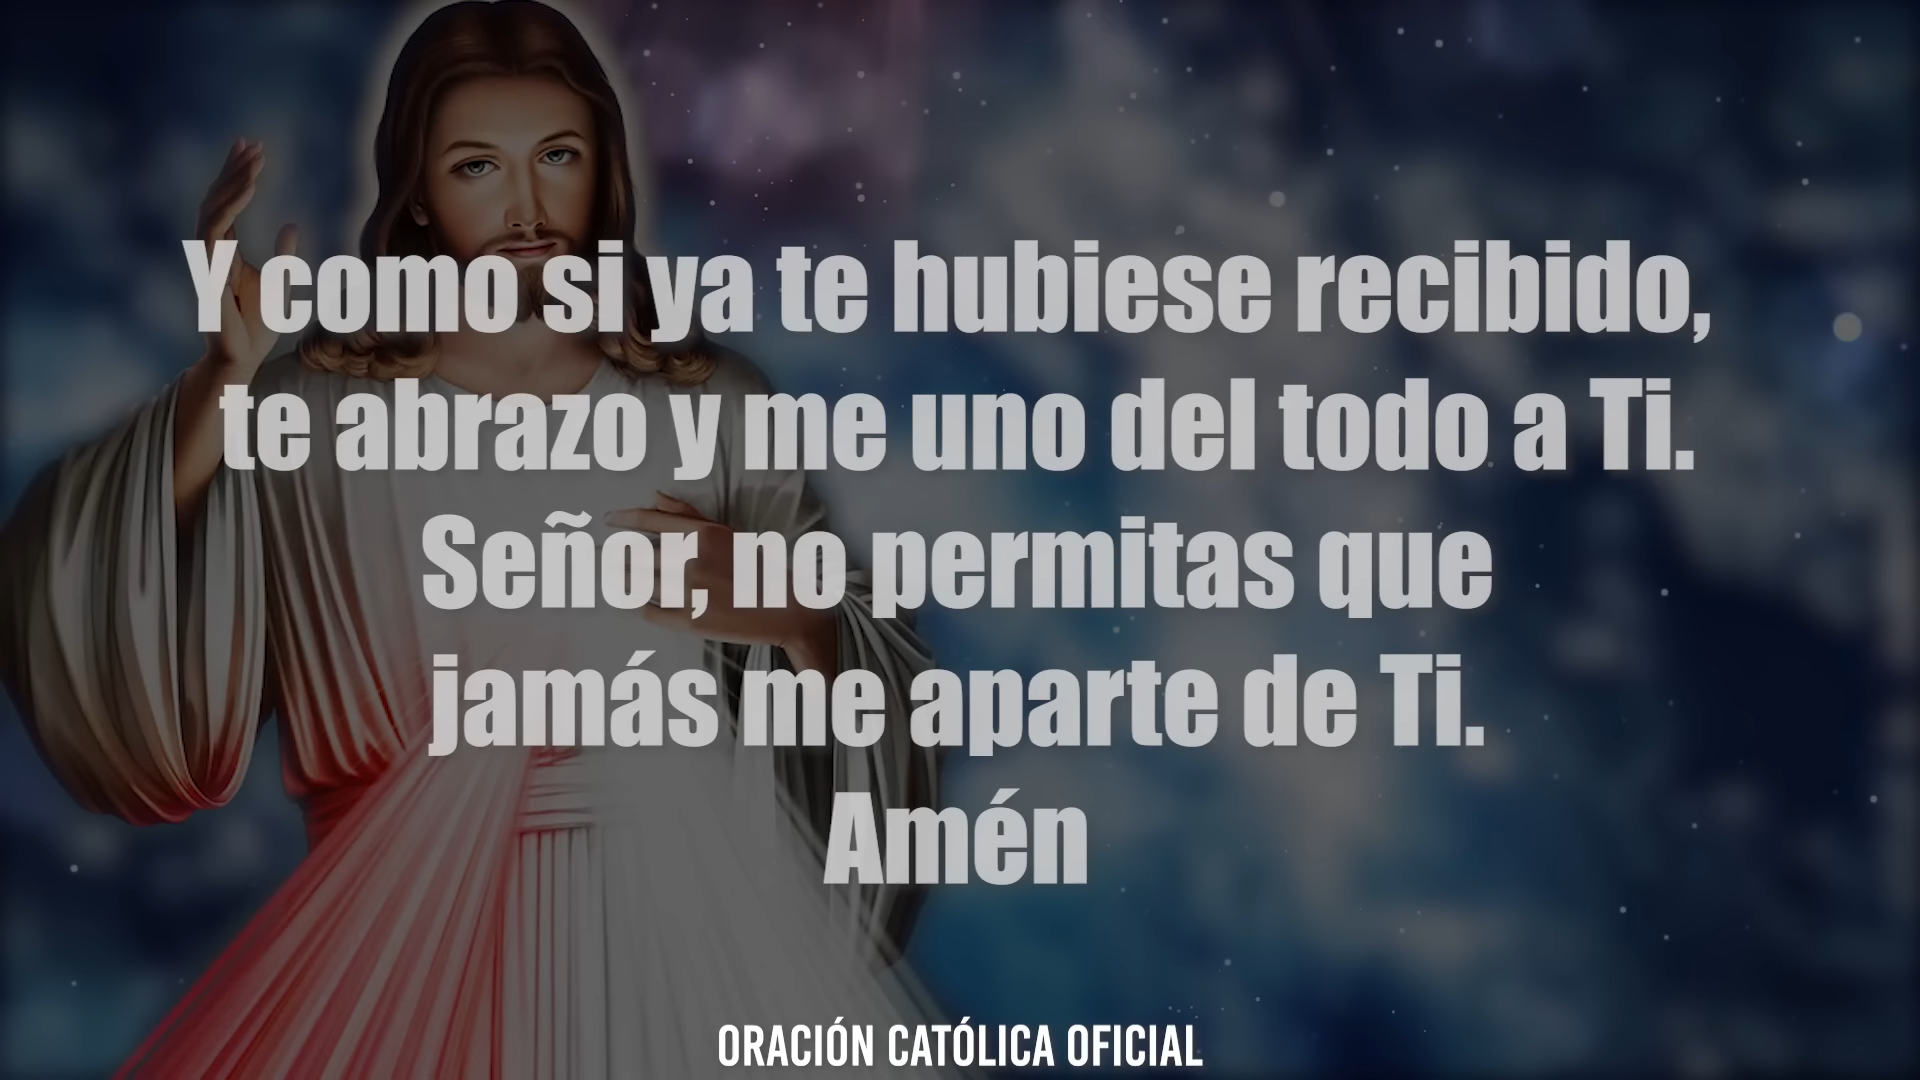 Y como si ya te hubiese recibido,
te abrazo y me uno del todo a Ti.
Señor, no permitas que
jamás me aparte de Ti.
Amén
ORACIÓN CATÓLICA OFICIAL